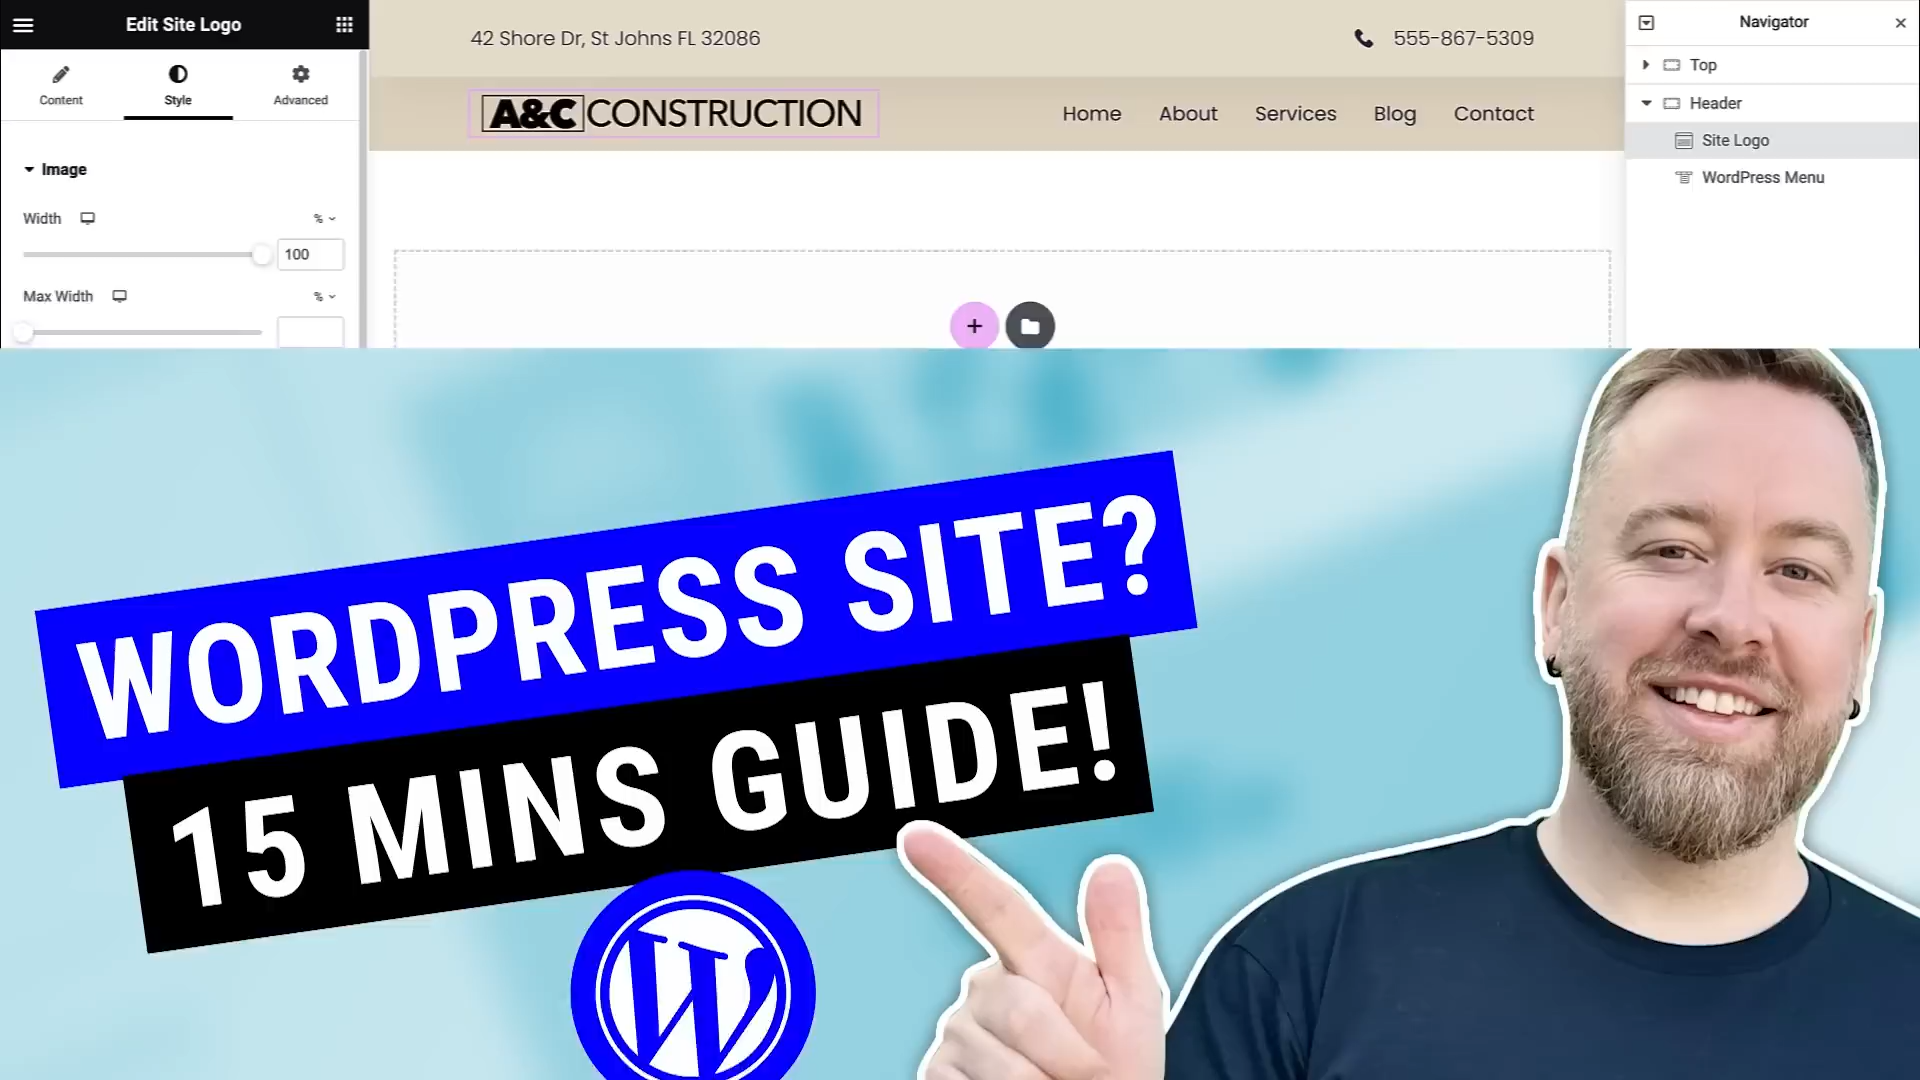 Edit Site Logo
Content
Style
Advanced
Image
Width
%
100
Max Width
%
42 Shore Dr, St Johns FL 32086
555-867-5309
A&C CONSTRUCTION
Home
About
Services
Blog
Contact
Navigator
Top
Header
Site Logo
WordPress Menu
WORDPRESS SITE?
15 MINS GUIDE!
W